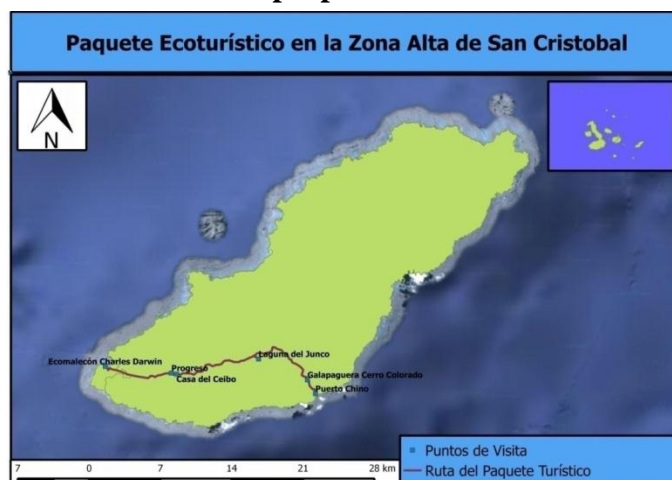 Paquete Ecoturístico en la Zona Alta de San Cristobal
N
Ecomalecón Charles Darwin
Progreso
Casa del Ceibo
Laguna del Junco
Galapaguera Cerro Colorado
Puerto Chino
Puntos de Visita
Ruta del Paquete Turístico
7 0 7 14 21 28 km